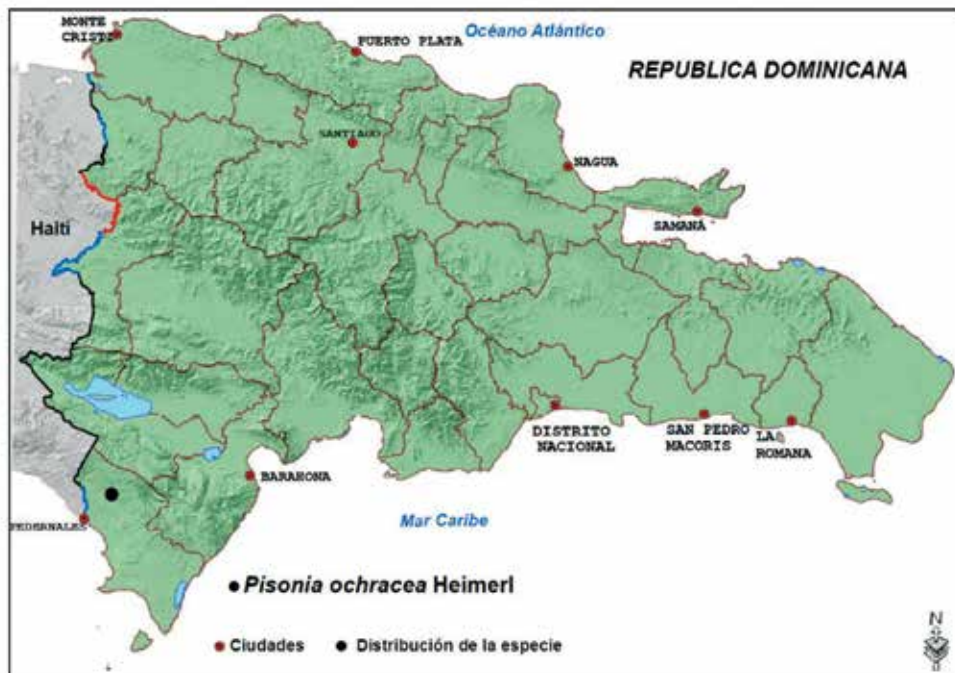 MONTE
CRISTI
PUERTO PLATA
Océano Atlántico
REPUBLICA DOMINICANA
SANTIAGO
NAGUA
SAMANÁ
Haití
DISTRITO
NACIONAL
SAN PEDRO
MACORIS
LA
ROMANA
BARAHONA
PEDERNALES
Mar Caribe
Pisonia ochracea Heimerl
Ciudades
Distribución de la especie
N